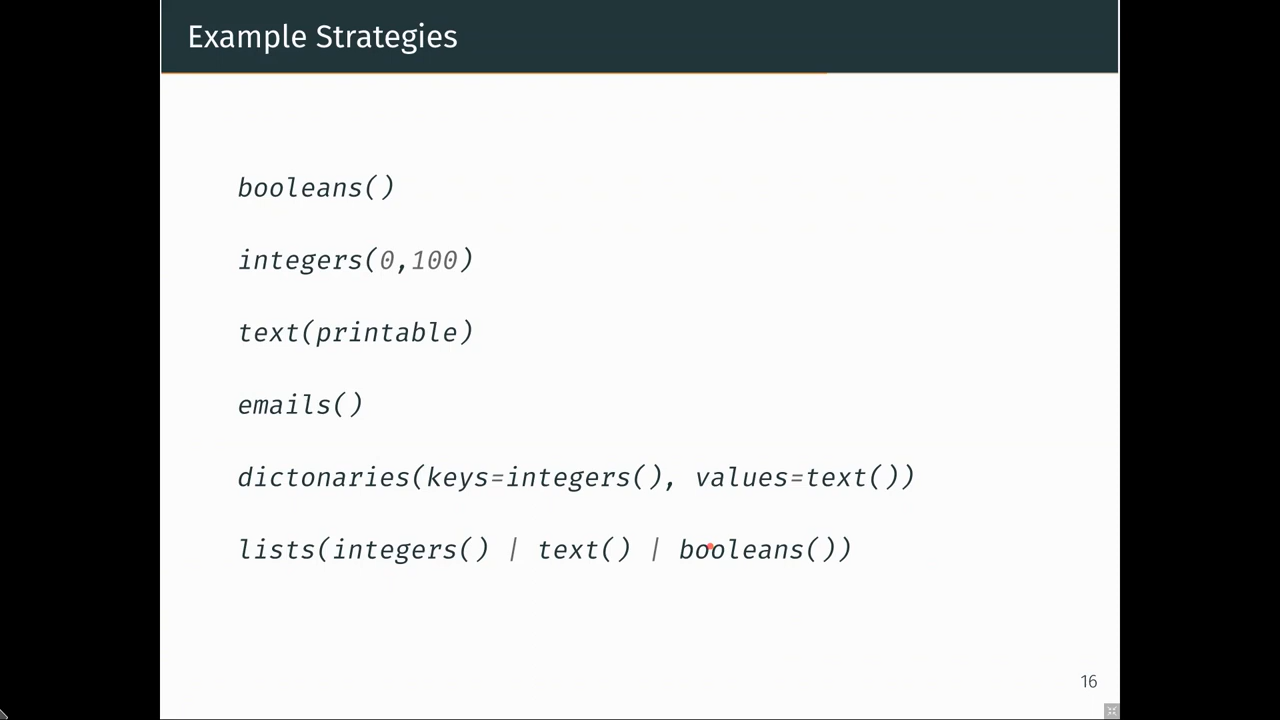 Example Strategies
booleans()
integers(0,100)
text(printable)
emails()
dictonaries(keys=integers(), values=text())
lists(integers() | text() | booleans())
16